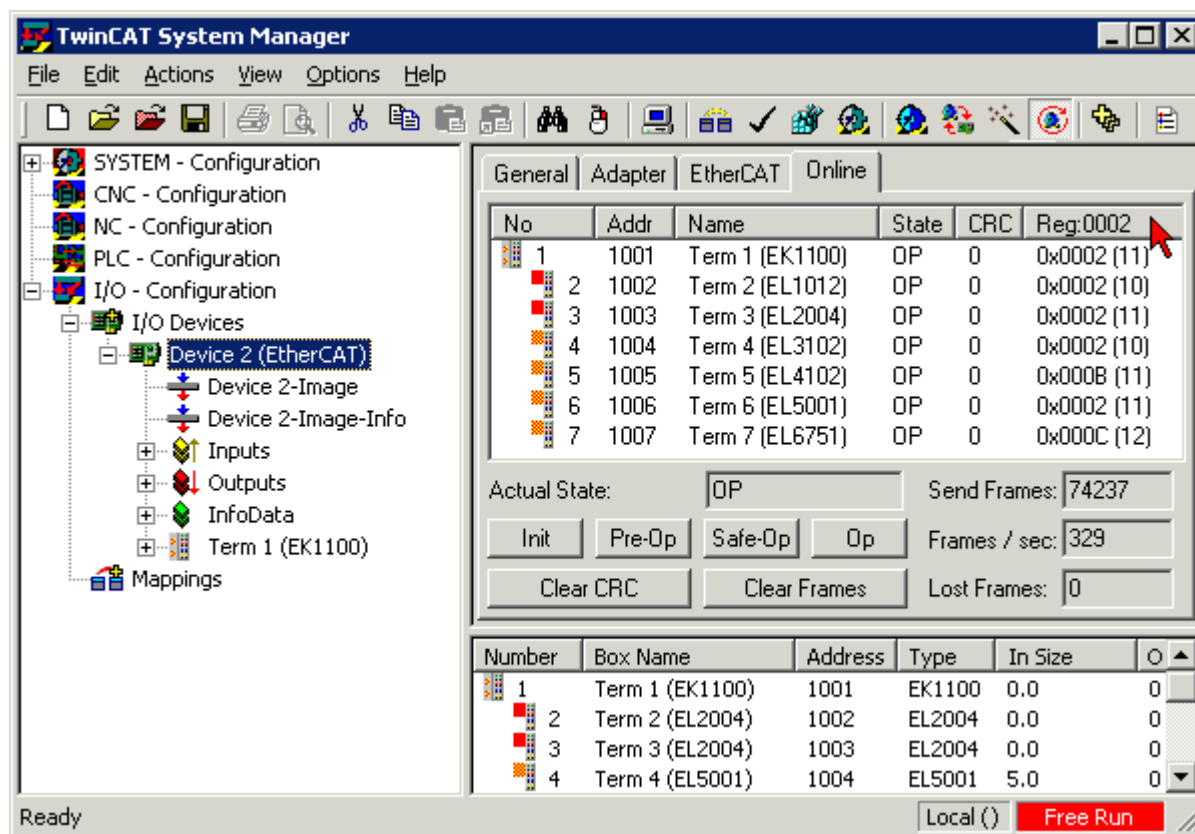 TwinCAT System Manager
File Edit Actions View Options Help
SYSTEM - Configuration
CNC - Configuration
NC - Configuration
PLC - Configuration
I/O - Configuration
I/O Devices
Device 2 (EtherCAT)
Device 2-Image
Device 2-Image-Info
Inputs
Outputs
InfoData
Term 1 (EK1100)
Mappings
General Adapter EtherCAT Online
No Addr Name State CRC Reg:0002
1 1001 Term 1 (EK1100) OP 0 0x0002 (11)
2 1002 Term 2 (EL1012) OP 0 0x0002 (10)
3 1003 Term 3 (EL2004) OP 0 0x0002 (11)
4 1004 Term 4 (EL3102) OP 0 0x0002 (10)
5 1005 Term 5 (EL4102) OP 0 0x000B (11)
6 1006 Term 6 (EL5001) OP 0 0x0002 (11)
7 1007 Term 7 (EL6751) OP 0 0x000C (12)
Actual State: OP Send Frames: 74237
Init Pre-Op Safe-Op Op Frames / sec: 329
Clear CRC Clear Frames Lost Frames: 0
Number Box Name Address Type In Size O
1 Term 1 (EK1100) 1001 EK1100 0.0 0
2 Term 2 (EL2004) 1002 EL2004 0.0 0
3 Term 3 (EL2004) 1003 EL2004 0.0 0
4 Term 4 (EL5001) 1004 EL5001 5.0 0
Ready Local () Free Run